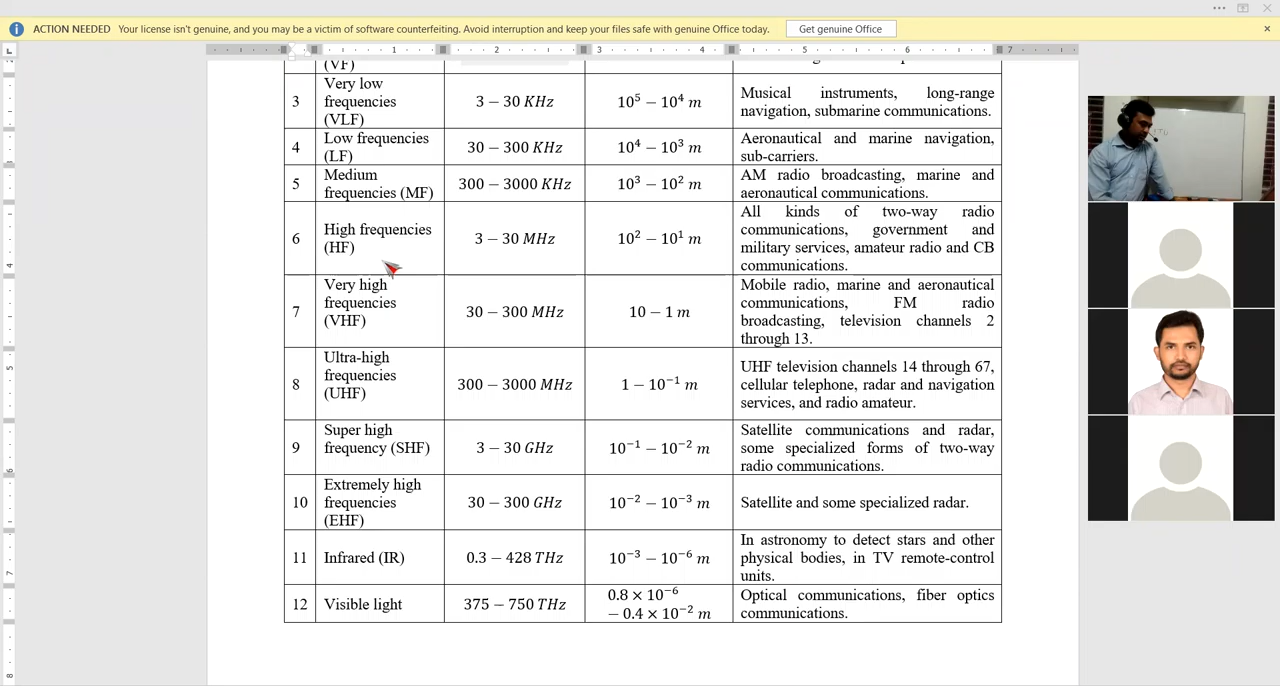 ACTION NEEDED Your license isn't genuine, and you may be a victim of software counterfeiting. Avoid interruption and keep your files safe with genuine Office today. Get genuine Office
1 2 3 4 5 6 7
(VF)
3 Very low frequencies (VLF) 3 – 30 KHz 10⁵ – 10⁴ m Musical instruments, long-range
navigation, submarine communications.
4 Low frequencies (LF) 30 – 300 KHz 10⁴ – 10³ m Aeronautical and marine navigation,
sub-carriers.
5 Medium frequencies (MF) 300 – 3000 KHz 10³ – 10² m AM radio broadcasting, marine and
aeronautical communications.
6 High frequencies (HF) 3 – 30 MHz 10² – 10¹ m All kinds of two-way radio
communications, government and
military services, amateur radio and CB
communications.
7 Very high frequencies (VHF) 30 – 300 MHz 10 – 1 m Mobile radio, marine and aeronautical
communications, FM radio
broadcasting, television channels 2
through 13.
8 Ultra-high frequencies (UHF) 300 – 3000 MHz 1 – 10⁻¹ m UHF television channels 14 through 67,
cellular telephone, radar and navigation
services, and radio amateur.
9 Super high frequency (SHF) 3 – 30 GHz 10⁻¹ – 10⁻² m Satellite communications and radar,
some specialized forms of two-way
radio communications.
10 Extremely high frequencies (EHF) 30 – 300 GHz 10⁻² – 10⁻³ m Satellite and some specialized radar.
11 Infrared (IR) 0.3 – 428 THz 10⁻³ – 10⁻⁶ m In astronomy to detect stars and other
physical bodies, in TV remote-control
units.
12 Visible light 375 – 750 THz 0.8 × 10⁻⁶ – 0.4 × 10⁻² m Optical communications, fiber optics
communications.